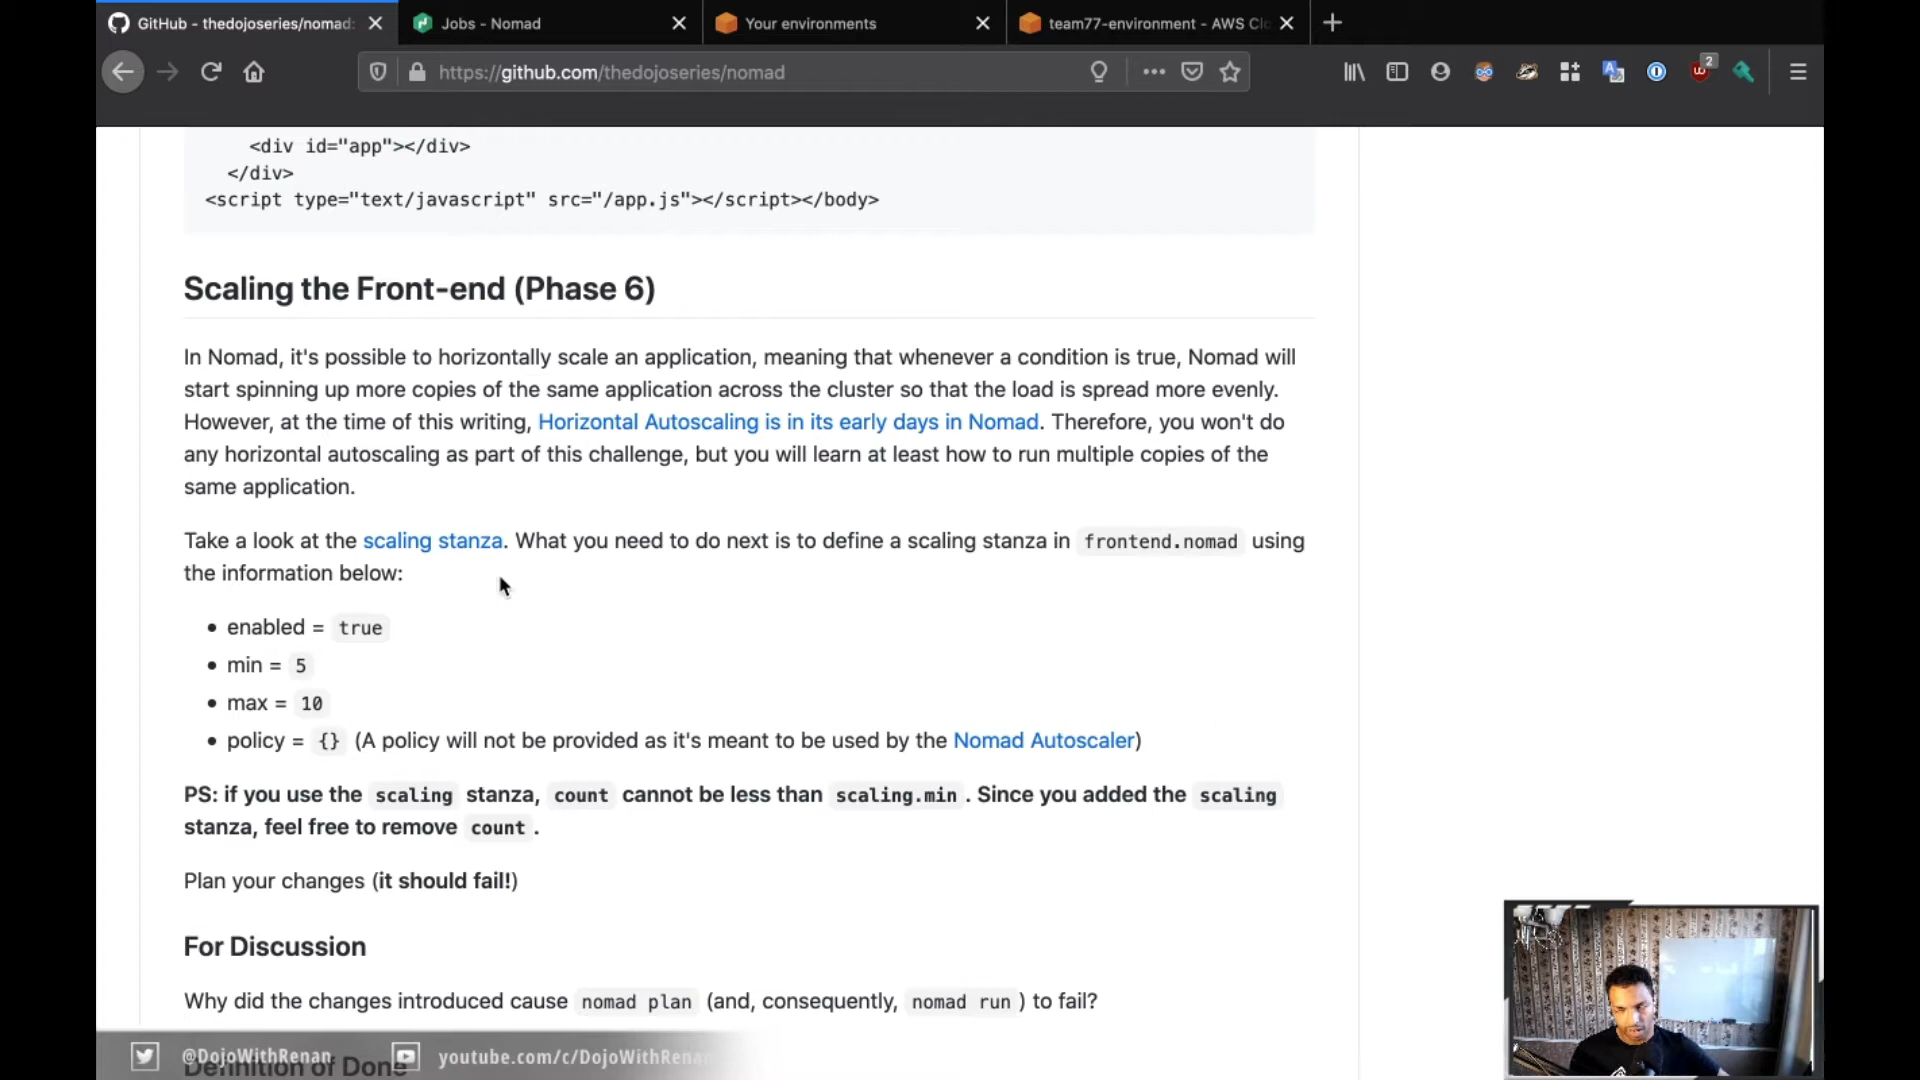 GitHub - thedojoseries/nomad:
Jobs - Nomad
Your environments
team77-environment - AWS Clo
https://github.com/thedojoseries/nomad
2
<div id="app"></div>
</div>
<script type="text/javascript" src="/app.js"></script></body>
Scaling the Front-end (Phase 6)
In Nomad, it's possible to horizontally scale an application, meaning that whenever a condition is true, Nomad will
start spinning up more copies of the same application across the cluster so that the load is spread more evenly.
However, at the time of this writing, Horizontal Autoscaling is in its early days in Nomad. Therefore, you won't do
any horizontal autoscaling as part of this challenge, but you will learn at least how to run multiple copies of the
same application.
Take a look at the scaling stanza. What you need to do next is to define a scaling stanza in frontend.nomad using
the information below:
• enabled = true
• min = 5
• max = 10
• policy = {} (A policy will not be provided as it's meant to be used by the Nomad Autoscaler)
PS: if you use the scaling stanza, count cannot be less than scaling.min. Since you added the scaling
stanza, feel free to remove count.
Plan your changes (it should fail!)
For Discussion
Why did the changes introduced cause nomad plan (and, consequently, nomad run) to fail?
@DojoWithRenan
youtube.com/c/DojoWithRenan
Definition of Done